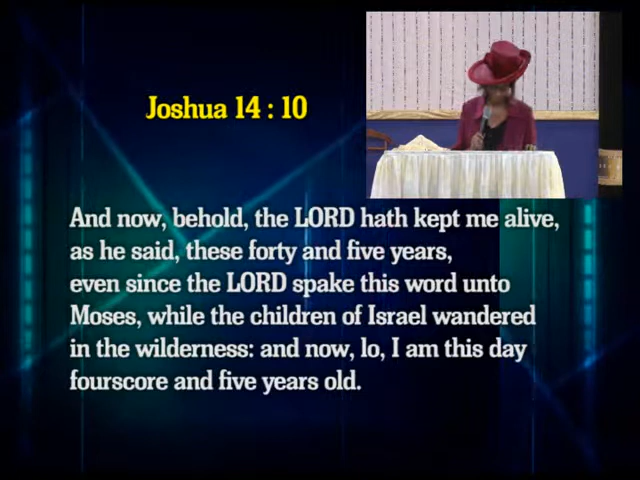 Joshua 14 : 10
And now, behold, the LORD hath kept me alive,
as he said, these forty and five years,
even since the LORD spake this word unto
Moses, while the children of Israel wandered
in the wilderness: and now, lo, I am this day
fourscore and five years old.